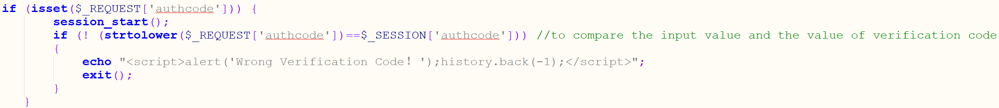 if (isset($_REQUEST['authcode'])) {
session_start();
if (! (strtolower($_REQUEST['authcode'])==$_SESSION['authcode'])) //to compare the input value and the value of verification code
{
echo "<script>alert('Wrong Verification Code！');history.back(-1);</script>";
exit();
}
}